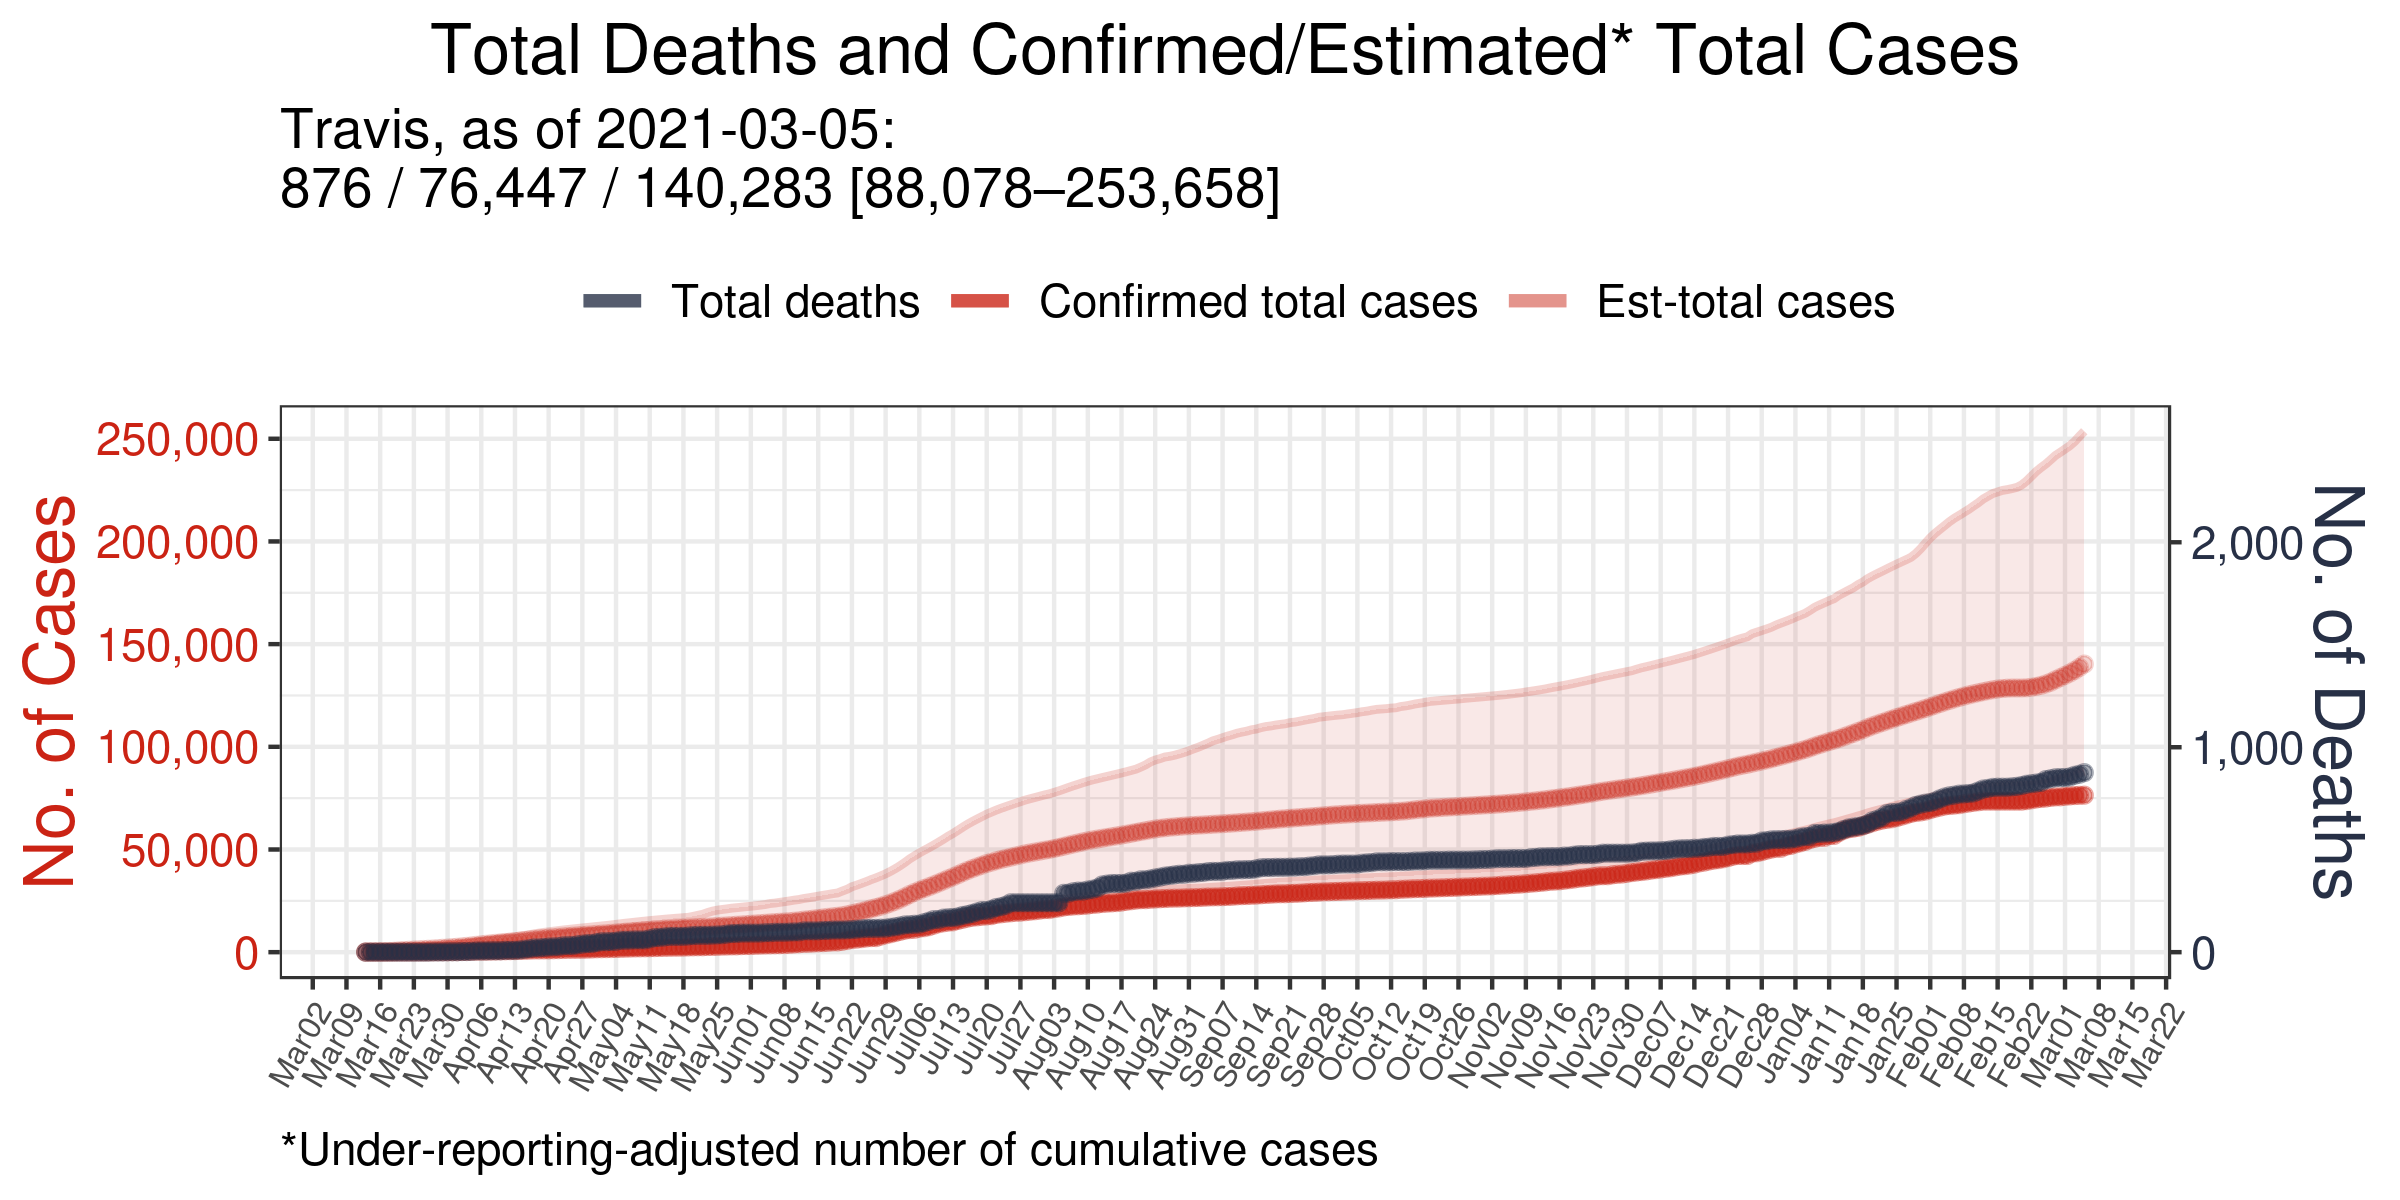 Total Deaths and Confirmed/Estimated* Total Cases
Travis, as of 2021-03-05:
876 / 76,447 / 140,283 [88,078–253,658]
Total deaths
Confirmed total cases
Est-total cases
No. of Cases
250,000
200,000
150,000
100,000
50,000
0
2,000
1,000
0
No. of Deaths
Mar02
Mar09
Mar16
Mar23
Mar30
Apr06
Apr13
Apr20
Apr27
May04
May11
May18
May25
Jun01
Jun08
Jun15
Jun22
Jun29
Jul06
Jul13
Jul20
Jul27
Aug03
Aug10
Aug17
Aug24
Aug31
Sep07
Sep14
Sep21
Sep28
Oct05
Oct12
Oct19
Oct26
Nov02
Nov09
Nov16
Nov23
Nov30
Dec07
Dec14
Dec21
Dec28
Jan04
Jan11
Jan18
Jan25
Feb01
Feb08
Feb15
Feb22
Mar01
Mar08
Mar15
Mar22
*Under-reporting-adjusted number of cumulative cases